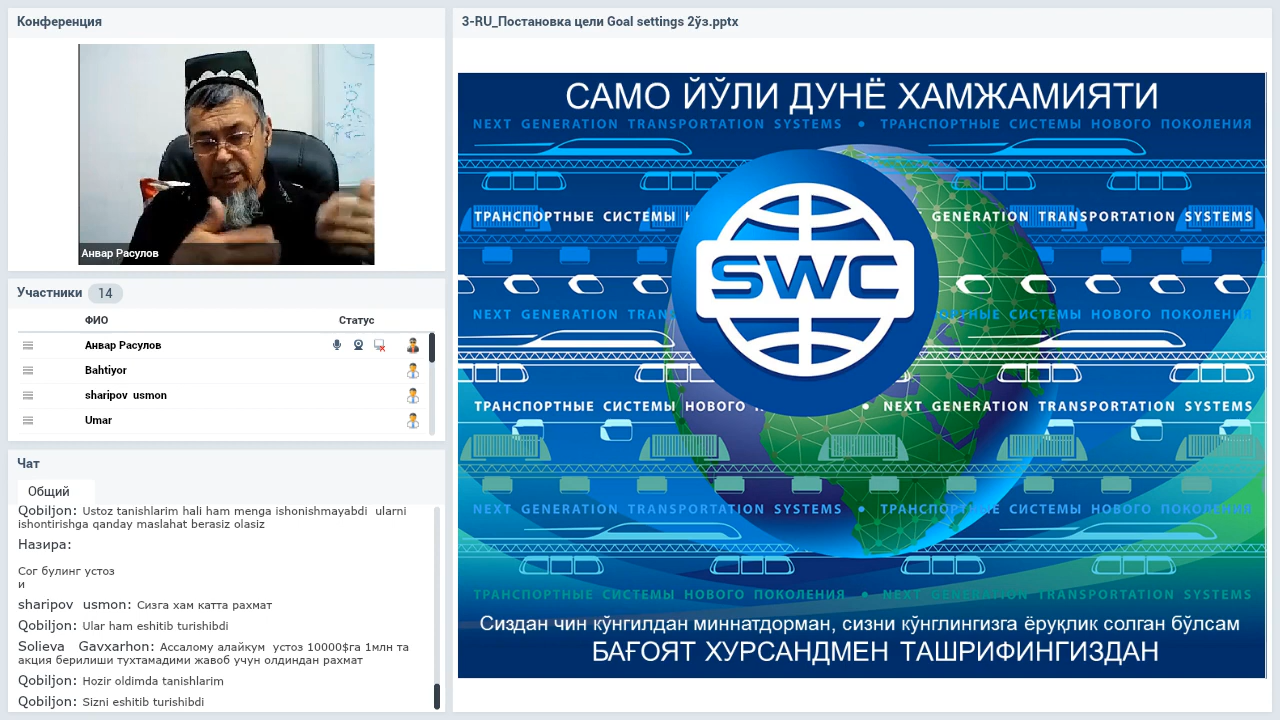 Конференция
Анвар Расулов
Участники 14
ФИО Статус
Анвар Расулов
Bahtiyor
sharipov usmon
Umar
Чат
Общий
Qobiljon: Ustoz tanishlarim hali ham menga ishonishmayabdi ularni
ishontirishga qanday maslahat berasiz olasiz
Назира:
Сог булинг устоз
и
sharipov usmon: Сизга хам катта рахмат
Qobiljon: Ular ham eshitib turishibdi
Solieva Gavxarhon: Ассалому алайкум устоз 10000$га 1млн та
акция берилиши тухтамадими жавоб учун олдиндан рахмат
Qobiljon: Hozir oldimda tanishlarim
Qobiljon: Sizni eshitib turishibdi
3-RU_Постановка цели Goal settings 2ўз.pptx
САМО ЙЎЛИ ДУНЁ ХАМЖАМИЯТИ
NEXT GENERATION TRANSPORTATION SYSTEMS • ТРАНСПОРТНЫЕ СИСТЕМЫ НОВОГО ПОКОЛЕНИЯ
ТРАНСПОРТНЫЕ СИСТЕМЫ GENERATION TRANSPORTATION SYSTEMS
SWC
NEXT GENERATION СИСТЕМЫ НОВОГО ПОКОЛЕНИЯ
ТРАНСПОРТНЫЕ СИСТЕМЫ НОВОГО • NEXT GENERATION TRANSPORTATION SYSTEMS
NEXT GENERATION TRANSPORTATION SYSTEMS • ТРАНСПОРТНЫЕ СИСТЕМЫ НОВОГО ПОКОЛЕНИЯ
ТРАНСПОРТНЫЕ СИСТЕМЫ НОВОГО ПОКОЛЕНИЯ • NEXT GENERATION TRANSPORTATION SYSTEMS
Сиздан чин кўнгилдан миннатдорман, сизни кўнглингизга ёруқлик солган бўлсам
БАҒОЯТ ХУРСАНДМЕН ТАШРИФИНГИЗДАН